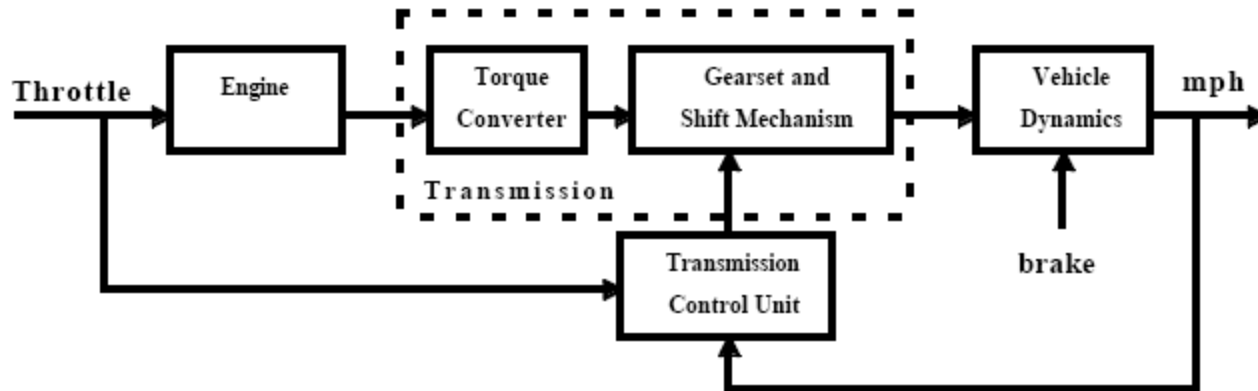 Throttle
Engine
Torque
Converter
Gearset and
Shift Mechanism
Vehicle
Dynamics
mph
Transmission
Transmission
Control Unit
brake